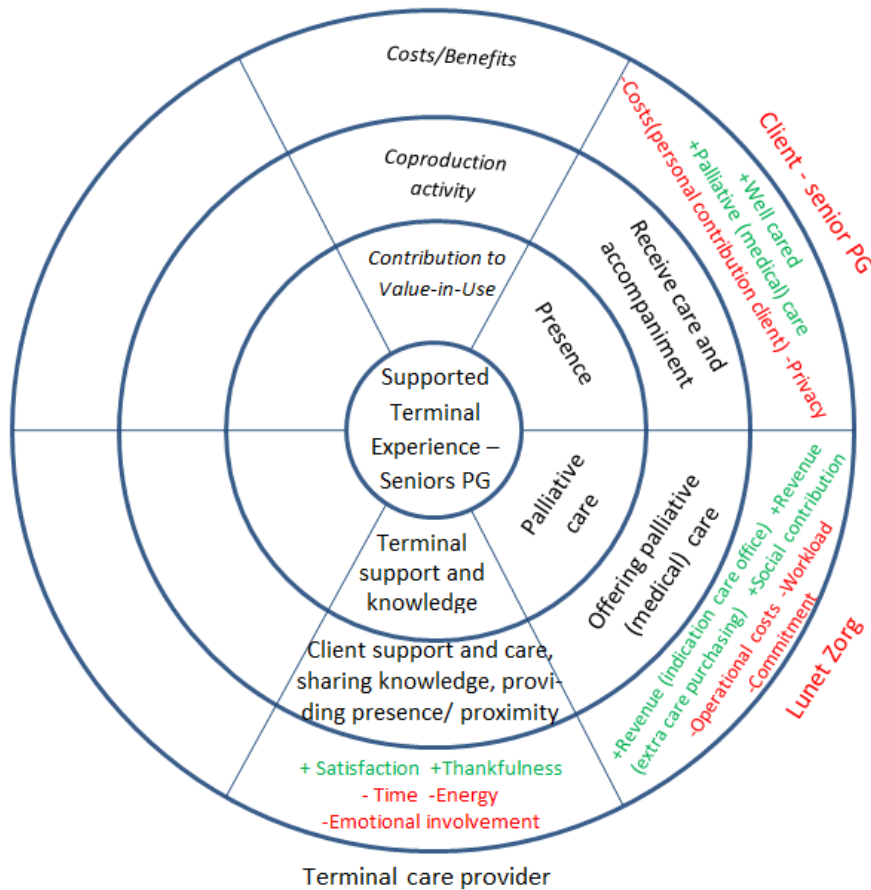 Costs/Benefits
Coproduction
activity
Contribution to
Value-in-Use
Supported
Terminal
Experience –
Seniors PG
Client - senior PG
+Well cared
+Palliative (medical) care
-Costs(personal contribution client) -Privacy
Receive care and
accompaniment
Presence
Palliative
care
Offering palliative
(medical) care
+Revenue (indication care office) +Revenue
(extra care purchasing) +Social contribution
-Operational costs -Workload
-Commitment
Lunet Zorg
Terminal
support and
knowledge
Client support and care,
sharing knowledge, provi-
ding presence/ proximity
+ Satisfaction +Thankfulness
- Time -Energy
-Emotional involvement
Terminal care provider